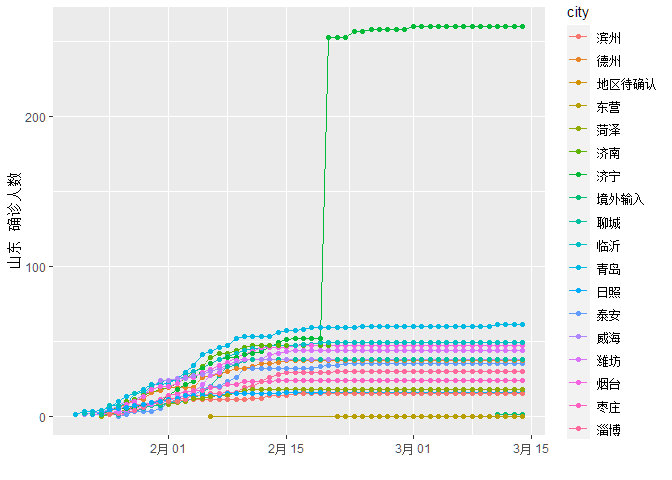 city
滨州
德州
地区待确认
东营
菏泽
济南
济宁
境外输入
聊城
临沂
青岛
日照
泰安
威海
潍坊
烟台
枣庄
淄博
山东 确诊人数
200
100
0
2月 01
2月 15
3月 01
3月 15